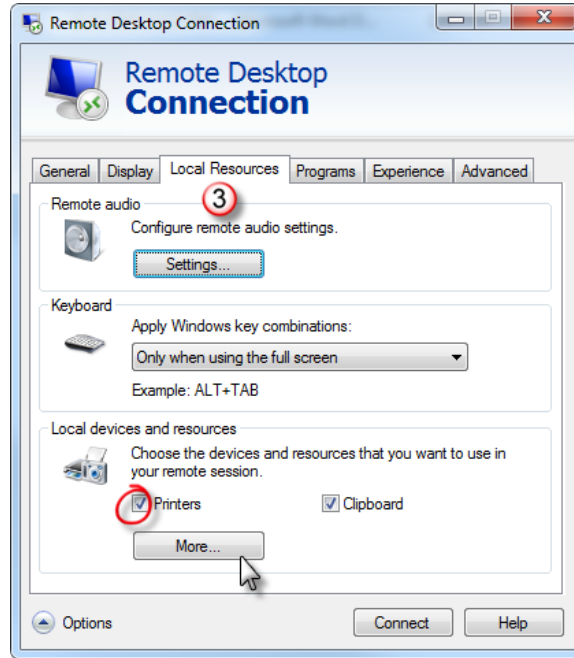 Remote Desktop Connection
Remote Desktop
Connection
General Display Local Resources Programs Experience Advanced
3
Remote audio
Configure remote audio settings.
Settings...
Keyboard
Apply Windows key combinations:
Only when using the full screen
Example: ALT+TAB
Local devices and resources
Choose the devices and resources that you want to use in
your remote session.
Printers Clipboard
More...
Options Connect Help